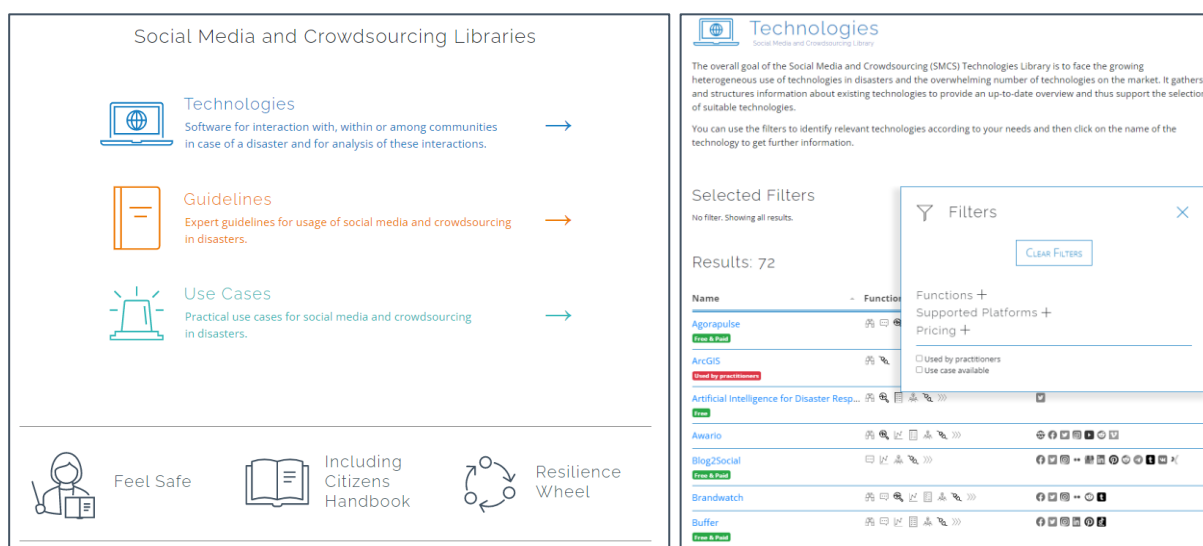 Social Media and Crowdsourcing Libraries
Technologies
Software for interaction with, within or among communities
in case of a disaster and for analysis of these interactions.
Guidelines
Expert guidelines for usage of social media and crowdsourcing
in disasters.
Use Cases
Practical use cases for social media and crowdsourcing
in disasters.
Feel Safe
Including
Citizens
Handbook
Resilience
Wheel
Technologies
Social Media and Crowdsourcing Library
The overall goal of the Social Media and Crowdsourcing (SMCS) Technologies Library is to face the growing
heterogeneous use of technologies in disasters and the overwhelming number of technologies on the market. It gathers
and structures information about existing technologies to provide an up-to-date overview and thus support the selection
of suitable technologies.
You can use the filters to identify relevant technologies according to your needs and then click on the name of the
technology to get further information.
Selected Filters
No filter. Showing all results.
Results: 72
Filters
CLEAR FILTERS
Functions +
Supported Platforms +
Pricing +
Used by practitioners
Use case available
Name
Function
Agorapulse
Free & Paid
ArcGIS
Used by practitioners
Artificial Intelligence for Disaster Resp...
Free
Awario
Blog2Social
Free & Paid
Brandwatch
Buffer
Free & Paid